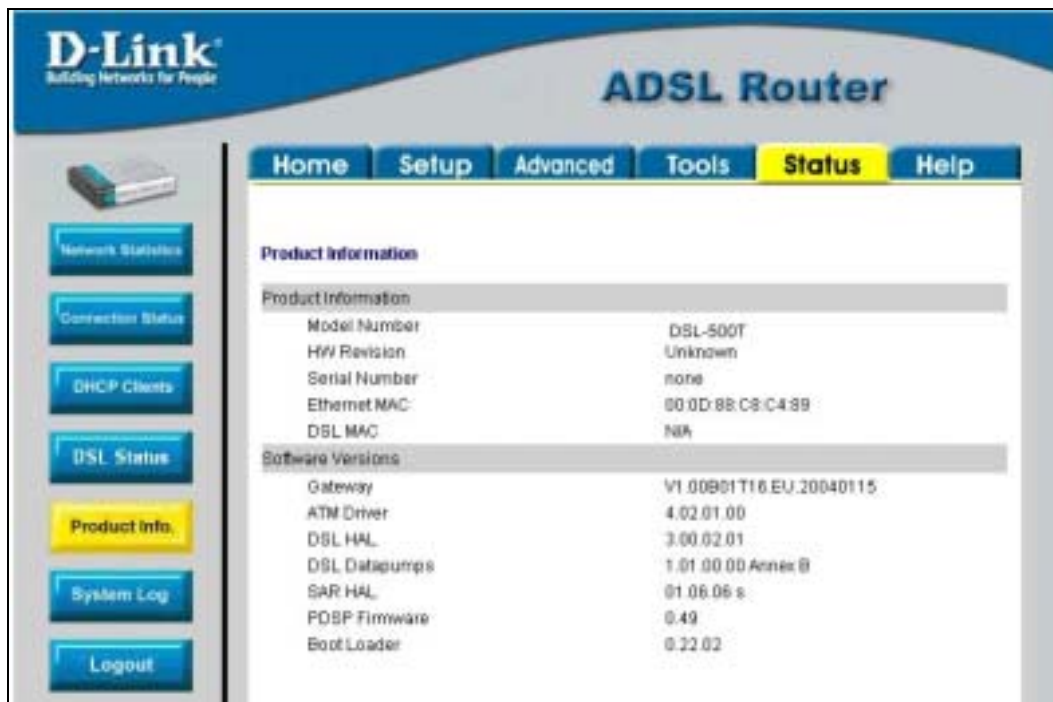 D-Link
Building Networks for People
ADSL Router
Home Setup Advanced Tools Status Help
Network Statistics
Connection Status
DHCP Clients
DSL Status
Product Info.
System Log
Logout
Product Information
Product Information
Model Number DSL-500T
HW Revision Unknown
Serial Number none
Ethernet MAC 00:0D:88:C8:C4:89
DSL MAC N/A
Software Versions
Gateway V1.00B01T16.EU.20040115
ATM Driver 4.02.01.00
DSL HAL 3.00.02.01
DSL Datapumps 1.01.00.00 Annex B
SAR HAL 01.06.06 s
PDSP Firmware 0.49
Boot Loader 0.22.02